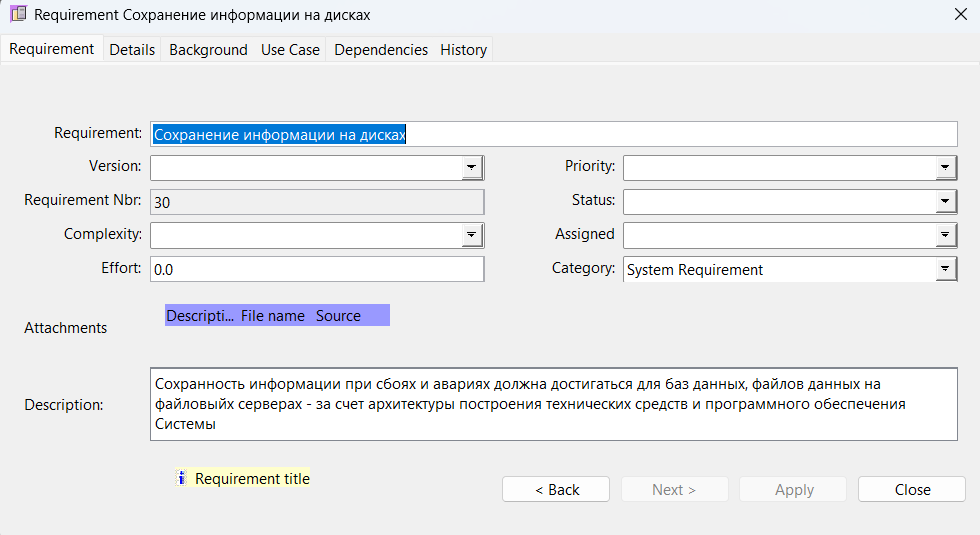 Requirement Сохранение информации на дисках
Requirement Details Background Use Case Dependencies History
Requirement: Сохранение информации на дисках
Version: Priority:
Requirement Nbr: 30 Status:
Complexity: Assigned
Effort: 0.0 Category: System Requirement
Attachments Descripti... File name Source
Description: Сохранность информации при сбоях и авариях должна достигаться для баз данных, файлов данных на
файловыйх серверах - за счет архитектуры построения технических средств и программного обеспечения
Системы
Requirement title
< Back Next > Apply Close